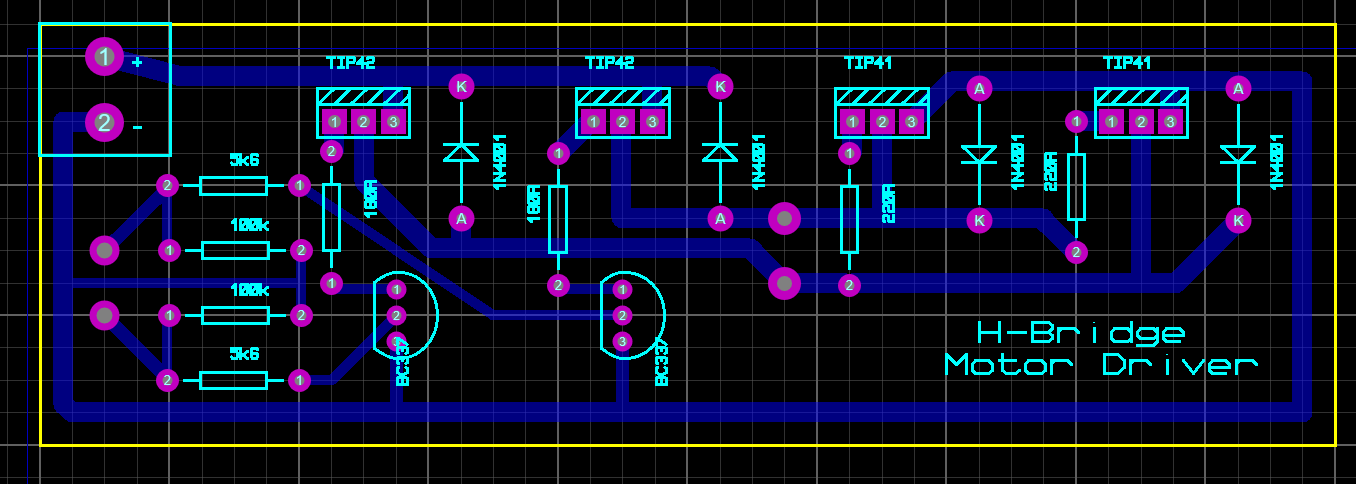 1 +
2 -
TIP42
1 2 3
K
A
1N4001
TIP42
1 2 3
K
A
1N4001
TIP41
1 2 3
A
K
1N4001
TIP41
1 2 3
A
K
1N4001
5k6
2 1
100k
1 2
100k
1 2
5k6
2 1
2
180R
1
1
180R
2
1
220R
2
1
220R
2
1
2
3
BC337
1
2
3
BC337
H-Bridge
Motor Driver